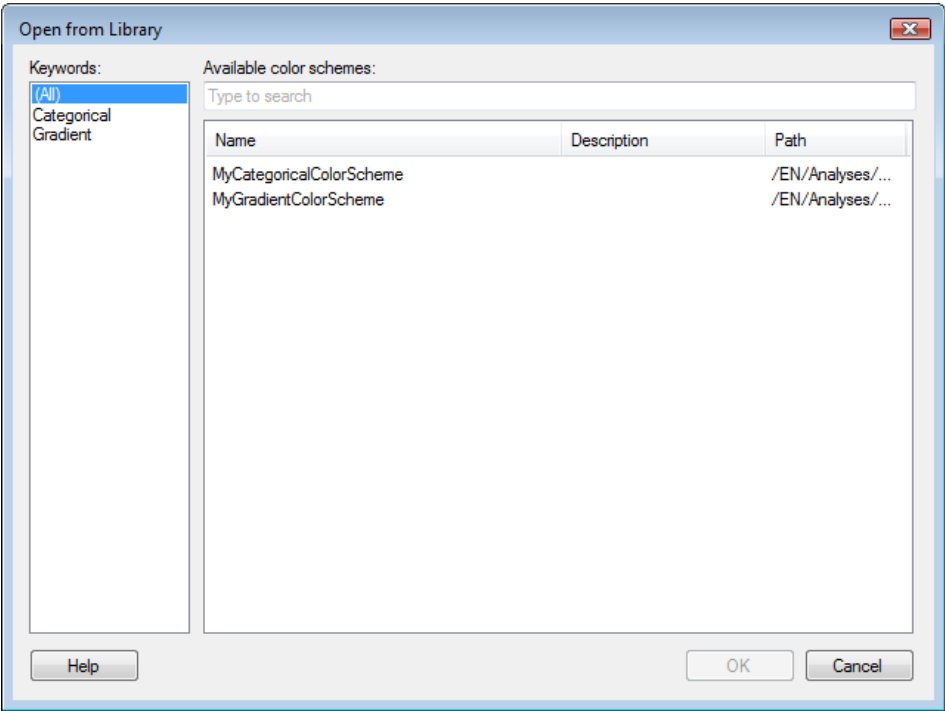 Open from Library
Keywords:
(All)
Categorical
Gradient
Available color schemes:
Type to search
Name Description Path
MyCategoricalColorScheme /EN/Analyses/...
MyGradientColorScheme /EN/Analyses/...
Help OK Cancel